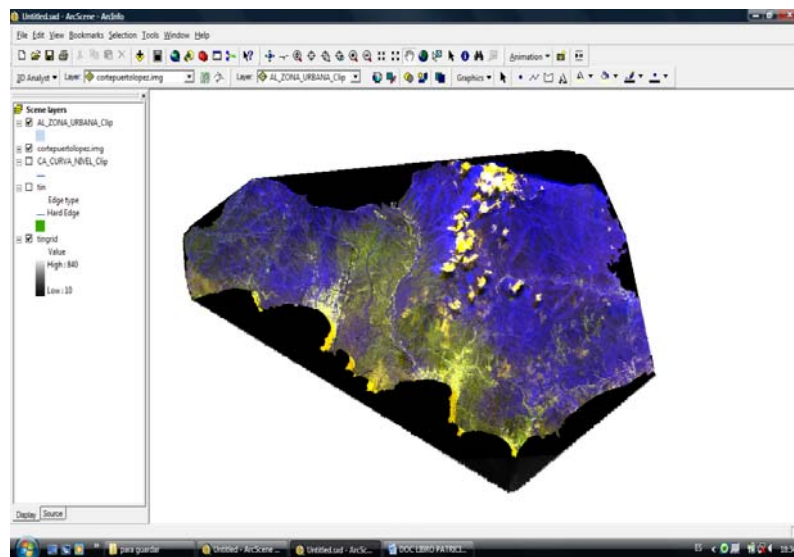 Untitled.sxd - ArcScene - ArcInfo
File Edit View Bookmarks Selection Tools Window Help
Animation
3D Analyst Layer: cortepuertolopez.img Layer: AL_ZONA_URBANA_Clip Graphics
Scene layers
AL_ZONA_URBANA_Clip
cortepuertolopez.img
CA_CURVA_NIVEL_Clip
tin
Edge type
Hard Edge
tingrid
Value
High : 840
Low : 10
Display Source
para guardar Untitled - ArcScene ... Untitled.sxd - ArcSc... DOC LIBRO PATRICI... ES